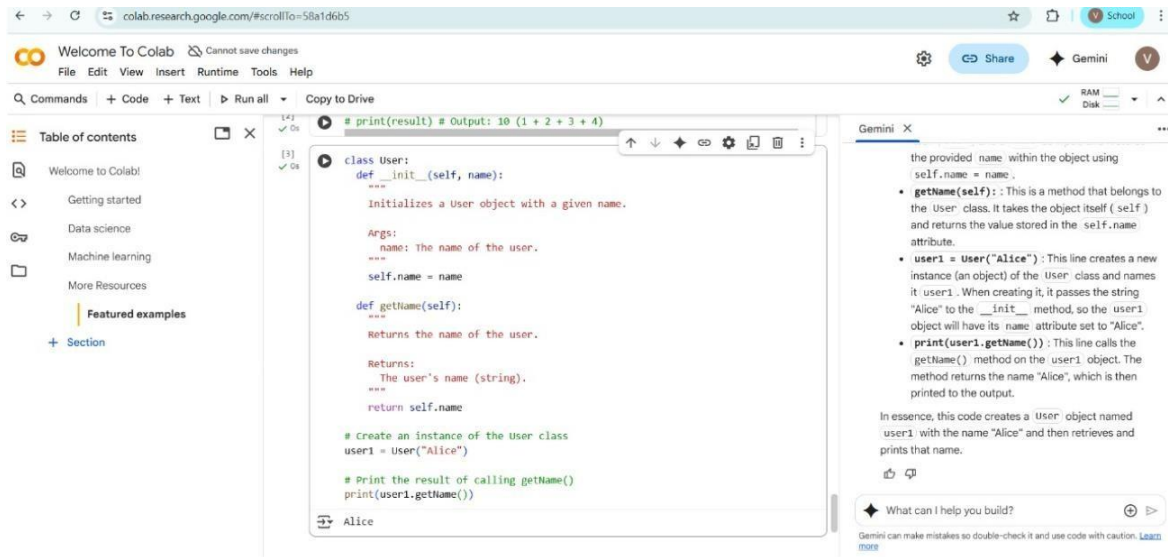 colab.research.google.com/#scrollTo=58a1d6b5
V School
Welcome To Colab Cannot save changes
File Edit View Insert Runtime Tools Help
Share
Gemini
V
Commands + Code + Text Run all Copy to Drive
RAM
Disk
Table of contents
Welcome to Colab!
Getting started
Data science
Machine learning
More Resources
Featured examples
+ Section
[2]
0s
# print(result) # Output: 10 (1 + 2 + 3 + 4)
[3]
0s
class User:
def __init__(self, name):
"""
Initializes a User object with a given name.
Args:
name: The name of the user.
"""
self.name = name
def getName(self):
"""
Returns the name of the user.
Returns:
The user's name (string).
"""
return self.name
# Create an instance of the User class
user1 = User("Alice")
# Print the result of calling getName()
print(user1.getName())
Alice
Gemini
the provided name within the object using
self.name = name .
• getName(self): : This is a method that belongs to
the User class. It takes the object itself ( self )
and returns the value stored in the self.name
attribute.
• user1 = User("Alice") : This line creates a new
instance (an object) of the User class and names
it user1 . When creating it, it passes the string
"Alice" to the __init__ method, so the user1
object will have its name attribute set to "Alice".
• print(user1.getName()) : This line calls the
getName() method on the user1 object. The
method returns the name "Alice", which is then
printed to the output.
In essence, this code creates a User object named
user1 with the name "Alice" and then retrieves and
prints that name.
What can I help you build?
Gemini can make mistakes so double-check it and use code with caution. Learn
more